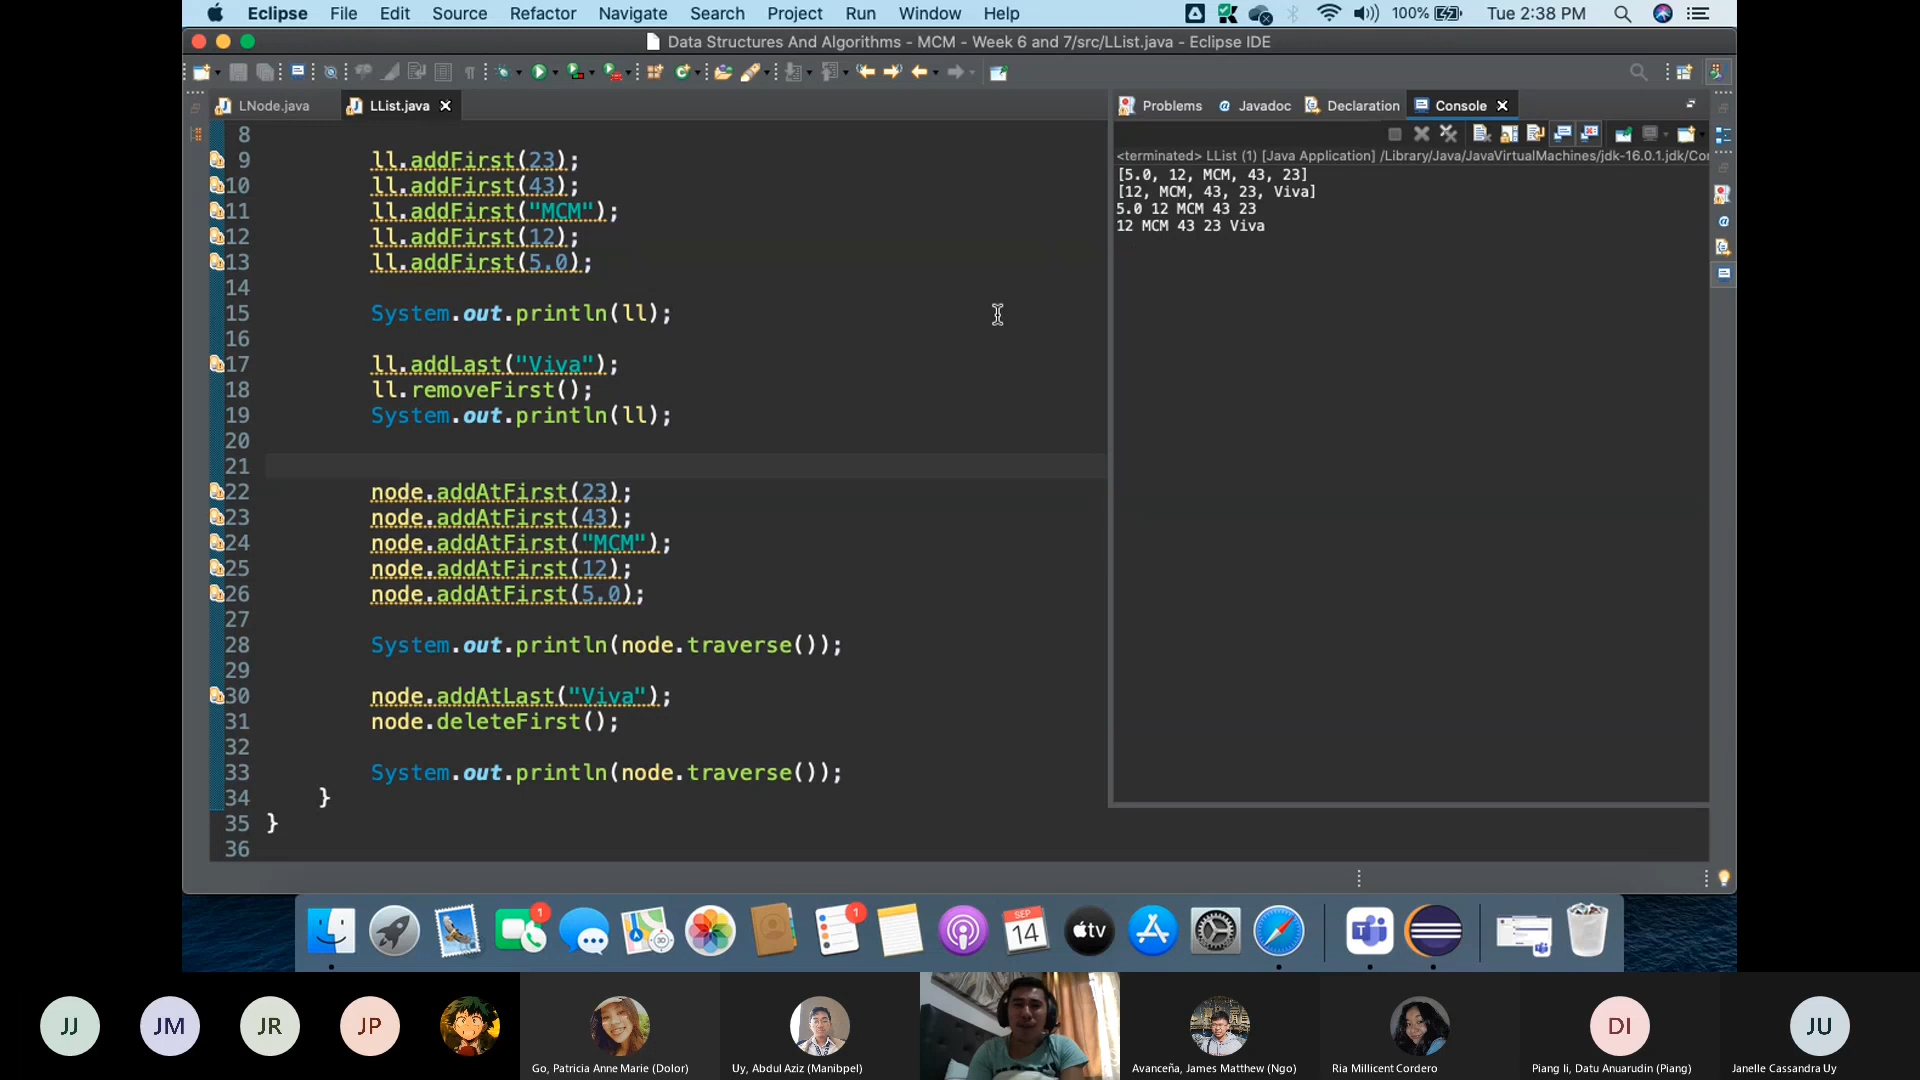 Eclipse File Edit Source Refactor Navigate Search Project Run Window Help 100% Tue 2:38 PM
Data Structures And Algorithms - MCM - Week 6 and 7/src/LList.java - Eclipse IDE
LNode.java LList.java
Problems Javadoc Declaration Console
<terminated> LList (1) [Java Application] /Library/Java/JavaVirtualMachines/jdk-16.0.1.jdk/Co
[5.0, 12, MCM, 43, 23]
[12, MCM, 43, 23, Viva]
5.0 12 MCM 43 23
12 MCM 43 23 Viva
8
9 ll.addFirst(23);
10 ll.addFirst(43);
11 ll.addFirst("MCM");
12 ll.addFirst(12);
13 ll.addFirst(5.0);
14
15 System.out.println(ll);
16
17 ll.addLast("Viva");
18 ll.removeFirst();
19 System.out.println(ll);
20
21
22 node.addAtFirst(23);
23 node.addAtFirst(43);
24 node.addAtFirst("MCM");
25 node.addAtFirst(12);
26 node.addAtFirst(5.0);
27
28 System.out.println(node.traverse());
29
30 node.addAtLast("Viva");
31 node.deleteFirst();
32
33 System.out.println(node.traverse());
34 }
35 }
36
1
1
SEP
14
tv
JJ JM JR JP DI JU
Go, Patricia Anne Marie (Dolor) Uy, Abdul Aziz (Manibpel) Avanceña, James Matthew (Ngo) Ria Millicent Cordero Piang Ii, Datu Anuarudin (Piang) Janelle Cassandra Uy